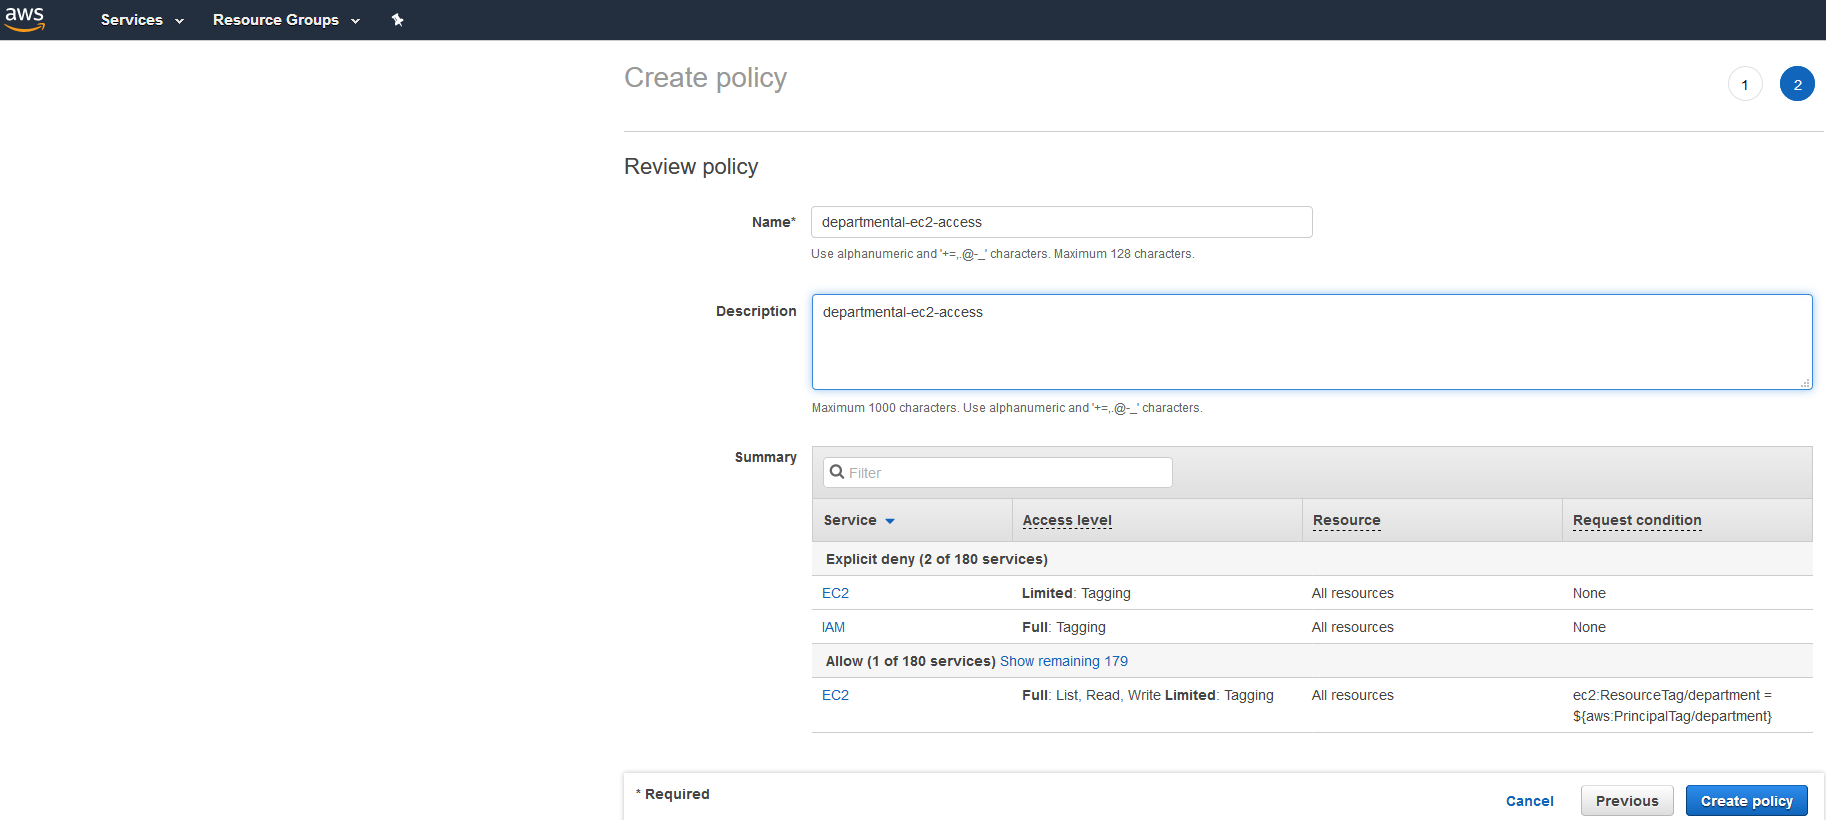 aws Services Resource Groups
Create policy
1 2
Review policy
Name* departmental-ec2-access
Use alphanumeric and '+=,.@-_' characters. Maximum 128 characters.
Description departmental-ec2-access
Maximum 1000 characters. Use alphanumeric and '+=,.@-_' characters.
Summary Filter
Service Access level Resource Request condition
Explicit deny (2 of 180 services)
EC2 Limited: Tagging All resources None
IAM Full: Tagging All resources None
Allow (1 of 180 services) Show remaining 179
EC2 Full: List, Read, Write Limited: Tagging All resources ec2:ResourceTag/department =
${aws:PrincipalTag/department}
* Required Cancel Previous Create policy